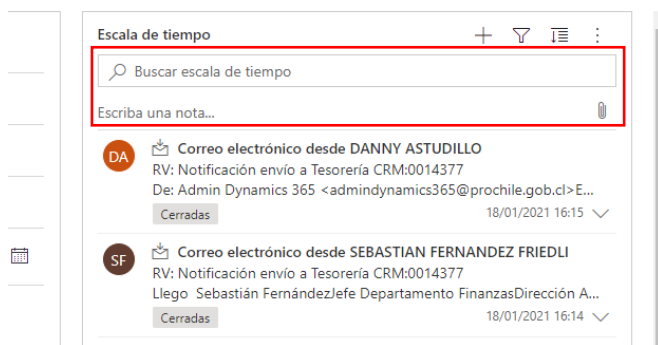 Escala de tiempo
Buscar escala de tiempo
Escriba una nota...
DA
Correo electrónico desde DANNY ASTUDILLO
RV: Notificación envío a Tesorería CRM:0014377
De: Admin Dynamics 365 <admindynamics365@prochile.gob.cl>E...
Cerradas 18/01/2021 16:15
SF
Correo electrónico desde SEBASTIAN FERNANDEZ FRIEDLI
RV: Notificación envío a Tesorería CRM:0014377
Llego  Sebastián FernándezJefe Departamento FinanzasDirección A...
Cerradas 18/01/2021 16:14